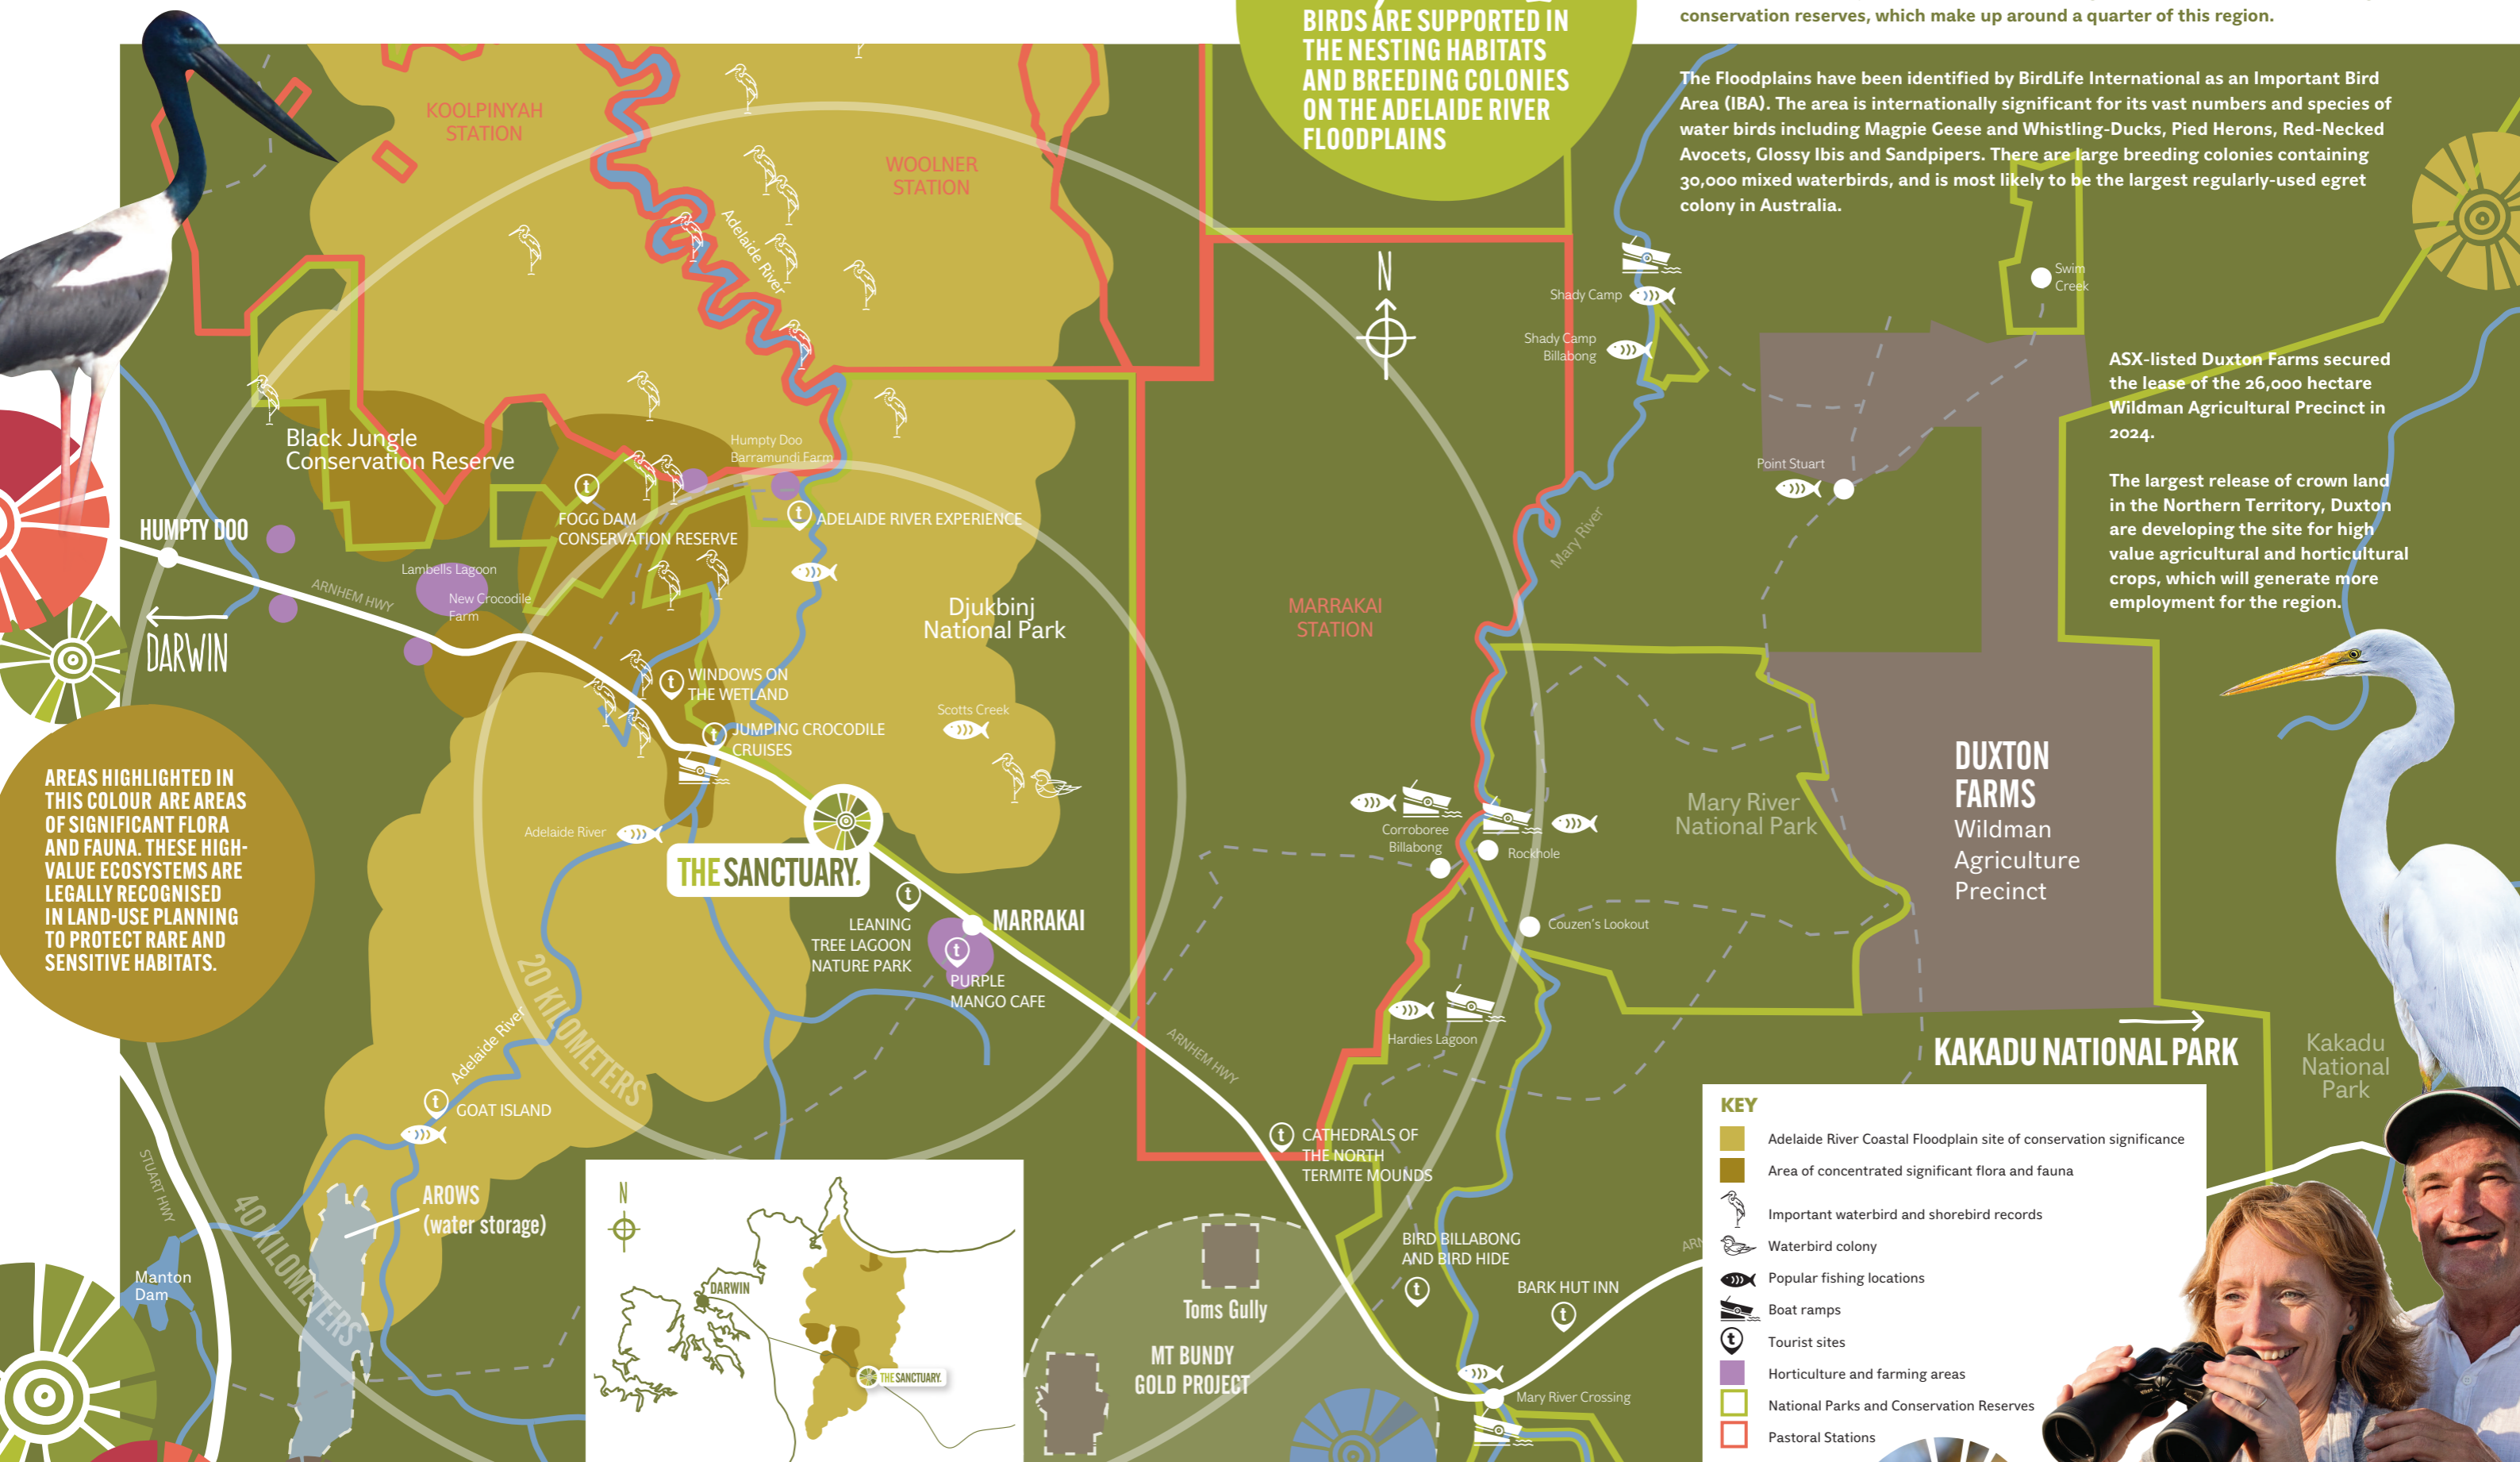 BIRDS ARE SUPPORTED IN
THE NESTING HABITATS
AND BREEDING COLONIES
ON THE ADELAIDE RIVER
FLOODPLAINS
conservation reserves, which make up around a quarter of this region.
The Floodplains have been identified by BirdLife International as an Important Bird
Area (IBA). The area is internationally significant for its vast numbers and species of
water birds including Magpie Geese and Whistling-Ducks, Pied Herons, Red-Necked
Avocets, Glossy Ibis and Sandpipers. There are large breeding colonies containing
30,000 mixed waterbirds, and is most likely to be the largest regularly-used egret
colony in Australia.
KOOLPINYAH
STATION
WOOLNER
STATION
Adelaide River
N
Shady Camp
Shady Camp
Billabong
Swim
Creek
ASX-listed Duxton Farms secured
the lease of the 26,000 hectare
Wildman Agricultural Precinct in
2024.
The largest release of crown land
in the Northern Territory, Duxton
are developing the site for high
value agricultural and horticultural
crops, which will generate more
employment for the region.
Black Jungle
Conservation Reserve
Humpty Doo
Barramundi Farm
Point Stuart
HUMPTY DOO
FOGG DAM
CONSERVATION RESERVE
ADELAIDE RIVER EXPERIENCE
Mary River
Lambells Lagoon
New Crocodile
Farm
ARNHEM HWY
DARWIN
Djukbinj
National Park
MARRAKAI
STATION
WINDOWS ON
THE WETLAND
Scotts Creek
JUMPING CROCODILE
CRUISES
AREAS HIGHLIGHTED IN
THIS COLOUR ARE AREAS
OF SIGNIFICANT FLORA
AND FAUNA. THESE HIGH-
VALUE ECOSYSTEMS ARE
LEGALLY RECOGNISED
IN LAND-USE PLANNING
TO PROTECT RARE AND
SENSITIVE HABITATS.
Adelaide River
THE SANCTUARY.
Corroboree
Billabong
Rockhole
Mary River
National Park
DUXTON
FARMS
Wildman
Agriculture
Precinct
LEANING
TREE LAGOON
NATURE PARK
MARRAKAI
PURPLE
MANGO CAFE
Couzen's Lookout
20 KILOMETERS
Adelaide River
ARNHEM HWY
Hardies Lagoon
KAKADU NATIONAL PARK
Kakadu
National
Park
GOAT ISLAND
CATHEDRALS OF
THE NORTH
TERMITE MOUNDS
STUART HWY
40 KILOMETERS
AROWS
(water storage)
Manton
Dam
N
DARWIN
THE SANCTUARY.
Toms Gully
MT BUNDY
GOLD PROJECT
BIRD BILLABONG
AND BIRD HIDE
BARK HUT INN
ARN
Mary River Crossing
KEY
Adelaide River Coastal Floodplain site of conservation significance
Area of concentrated significant flora and fauna
Important waterbird and shorebird records
Waterbird colony
Popular fishing locations
Boat ramps
t Tourist sites
Horticulture and farming areas
National Parks and Conservation Reserves
Pastoral Stations